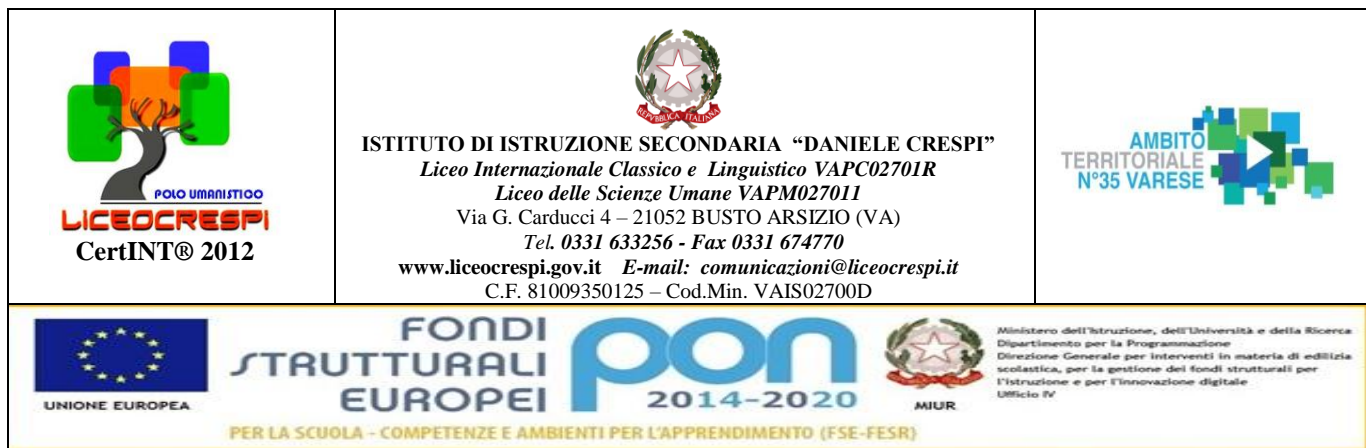 POLO UMANISTICO
LICEOCRESPI
CertINT® 2012
REPVBBLICA ITALIANA
ISTITUTO DI ISTRUZIONE SECONDARIA “DANIELE CRESPI”
Liceo Internazionale Classico e Linguistico VAPC02701R
Liceo delle Scienze Umane VAPM027011
Via G. Carducci 4 – 21052 BUSTO ARSIZIO (VA)
Tel. 0331 633256 - Fax 0331 674770
www.liceocrespi.gov.it E-mail: comunicazioni@liceocrespi.it
C.F. 81009350125 – Cod.Min. VAIS02700D
AMBITO
TERRITORIALE
N°35 VARESE
UNIONE EUROPEA
FONDI
STRUTTURALI
EUROPEI
pon
2014-2020
MIUR
Ministero dell'Istruzione, dell'Università e della Ricerca
Dipartimento per la Programmazione
Direzione Generale per interventi in materia di edilizia
scolastica, per la gestione dei fondi strutturali per
l'istruzione e per l'innovazione digitale
Ufficio IV
PER LA SCUOLA - COMPETENZE E AMBIENTI PER L'APPRENDIMENTO (FSE-FESR)